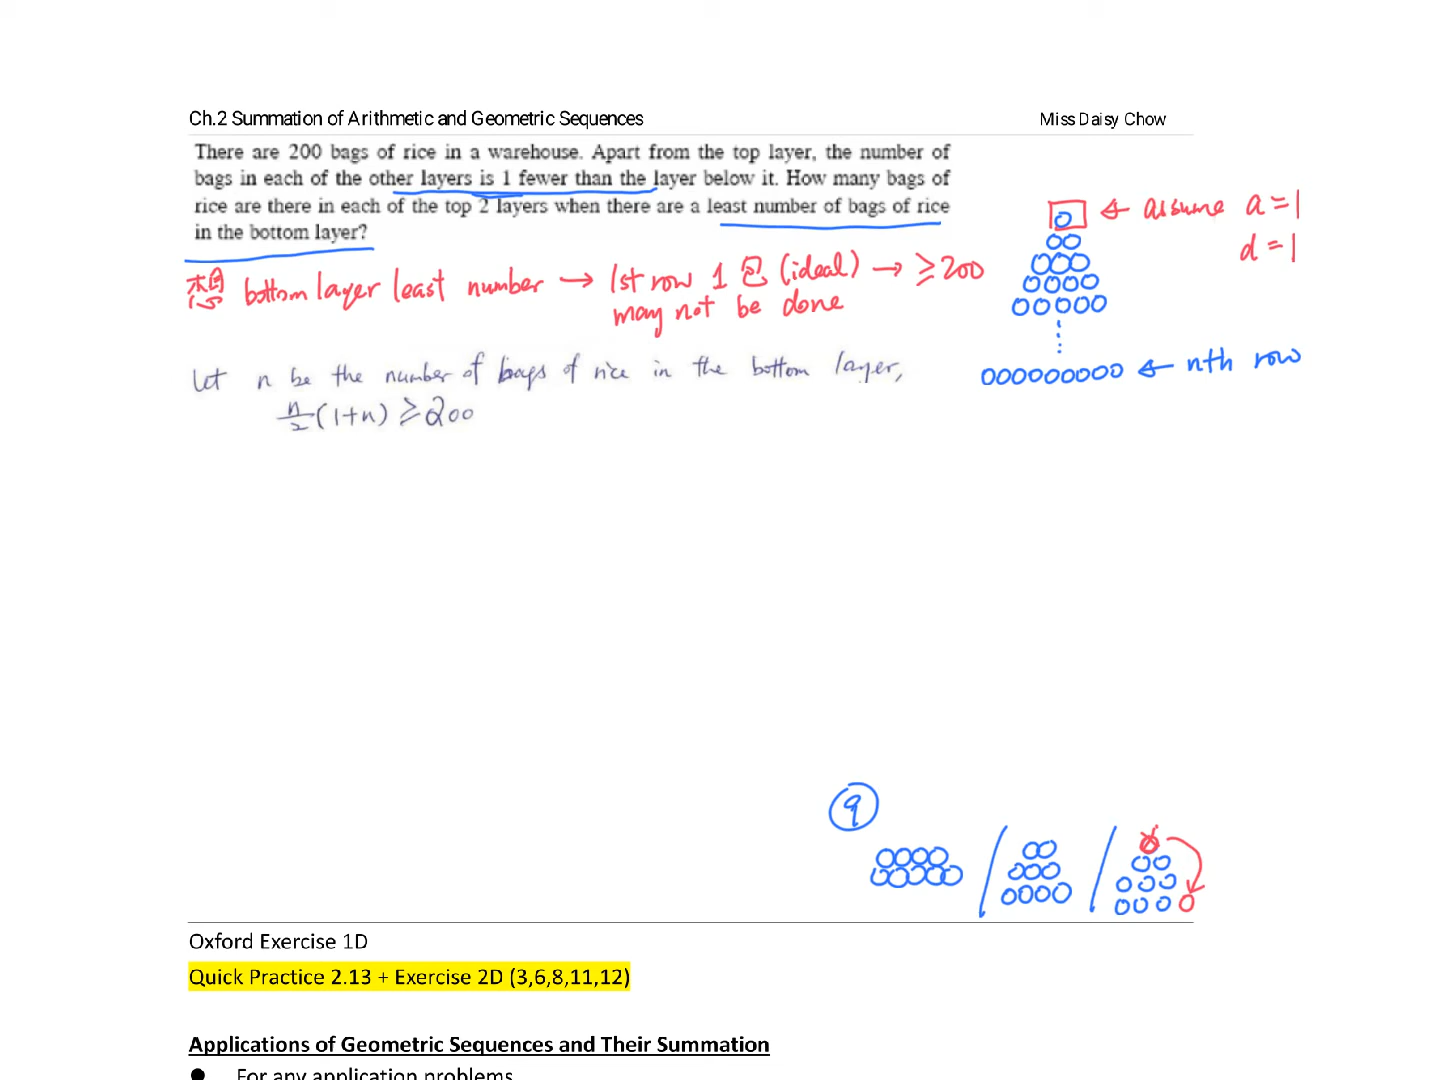 Ch.2 Summation of Arithmetic and Geometric Sequences Miss Daisy Chow
There are 200 bags of rice in a warehouse. Apart from the top layer, the number of
bags in each of the other layers is 1 fewer than the layer below it. How many bags of
rice are there in each of the top 2 layers when there are a least number of bags of rice
in the bottom layer?
← assume a = 1
d = 1
想 bottom layer least number → 1st row 1 包 (ideal) → ≥200
may not be done
← nth row
Let n be the number of bags of rice in the bottom layer,
n/2 (1+n) ≥ 200
9
Oxford Exercise 1D
Quick Practice 2.13 + Exercise 2D (3,6,8,11,12)
Applications of Geometric Sequences and Their Summation
● For any application problems